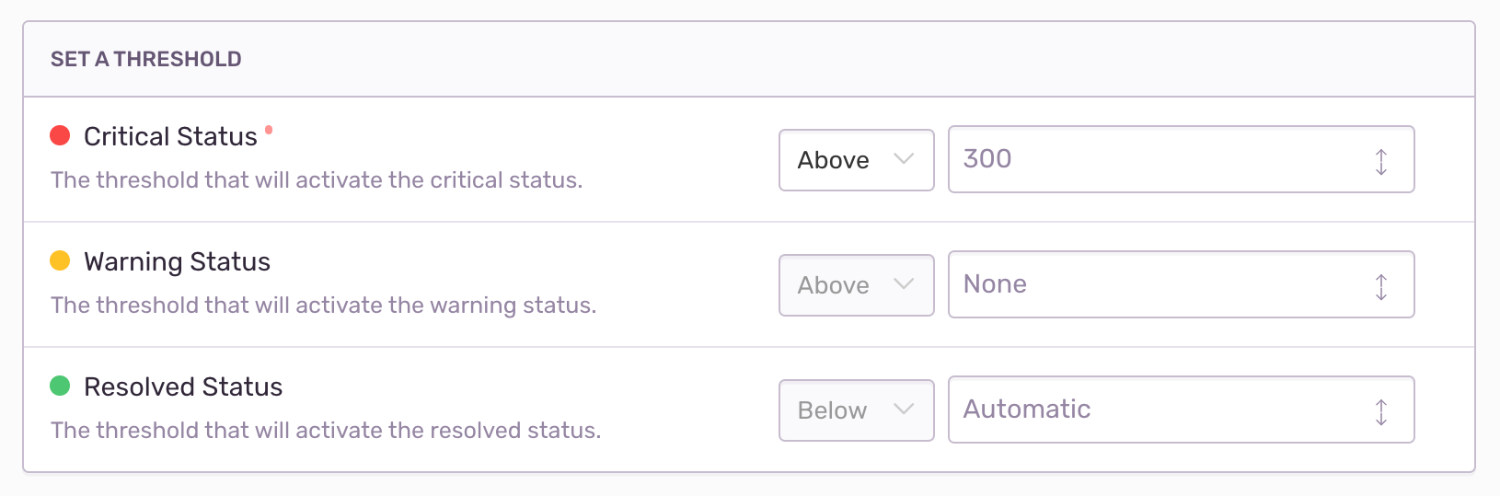 SET A THRESHOLD
Critical Status
Above
300
The threshold that will activate the critical status.
Warning Status
Above
None
The threshold that will activate the warning status.
Resolved Status
Below
Automatic
The threshold that will activate the resolved status.